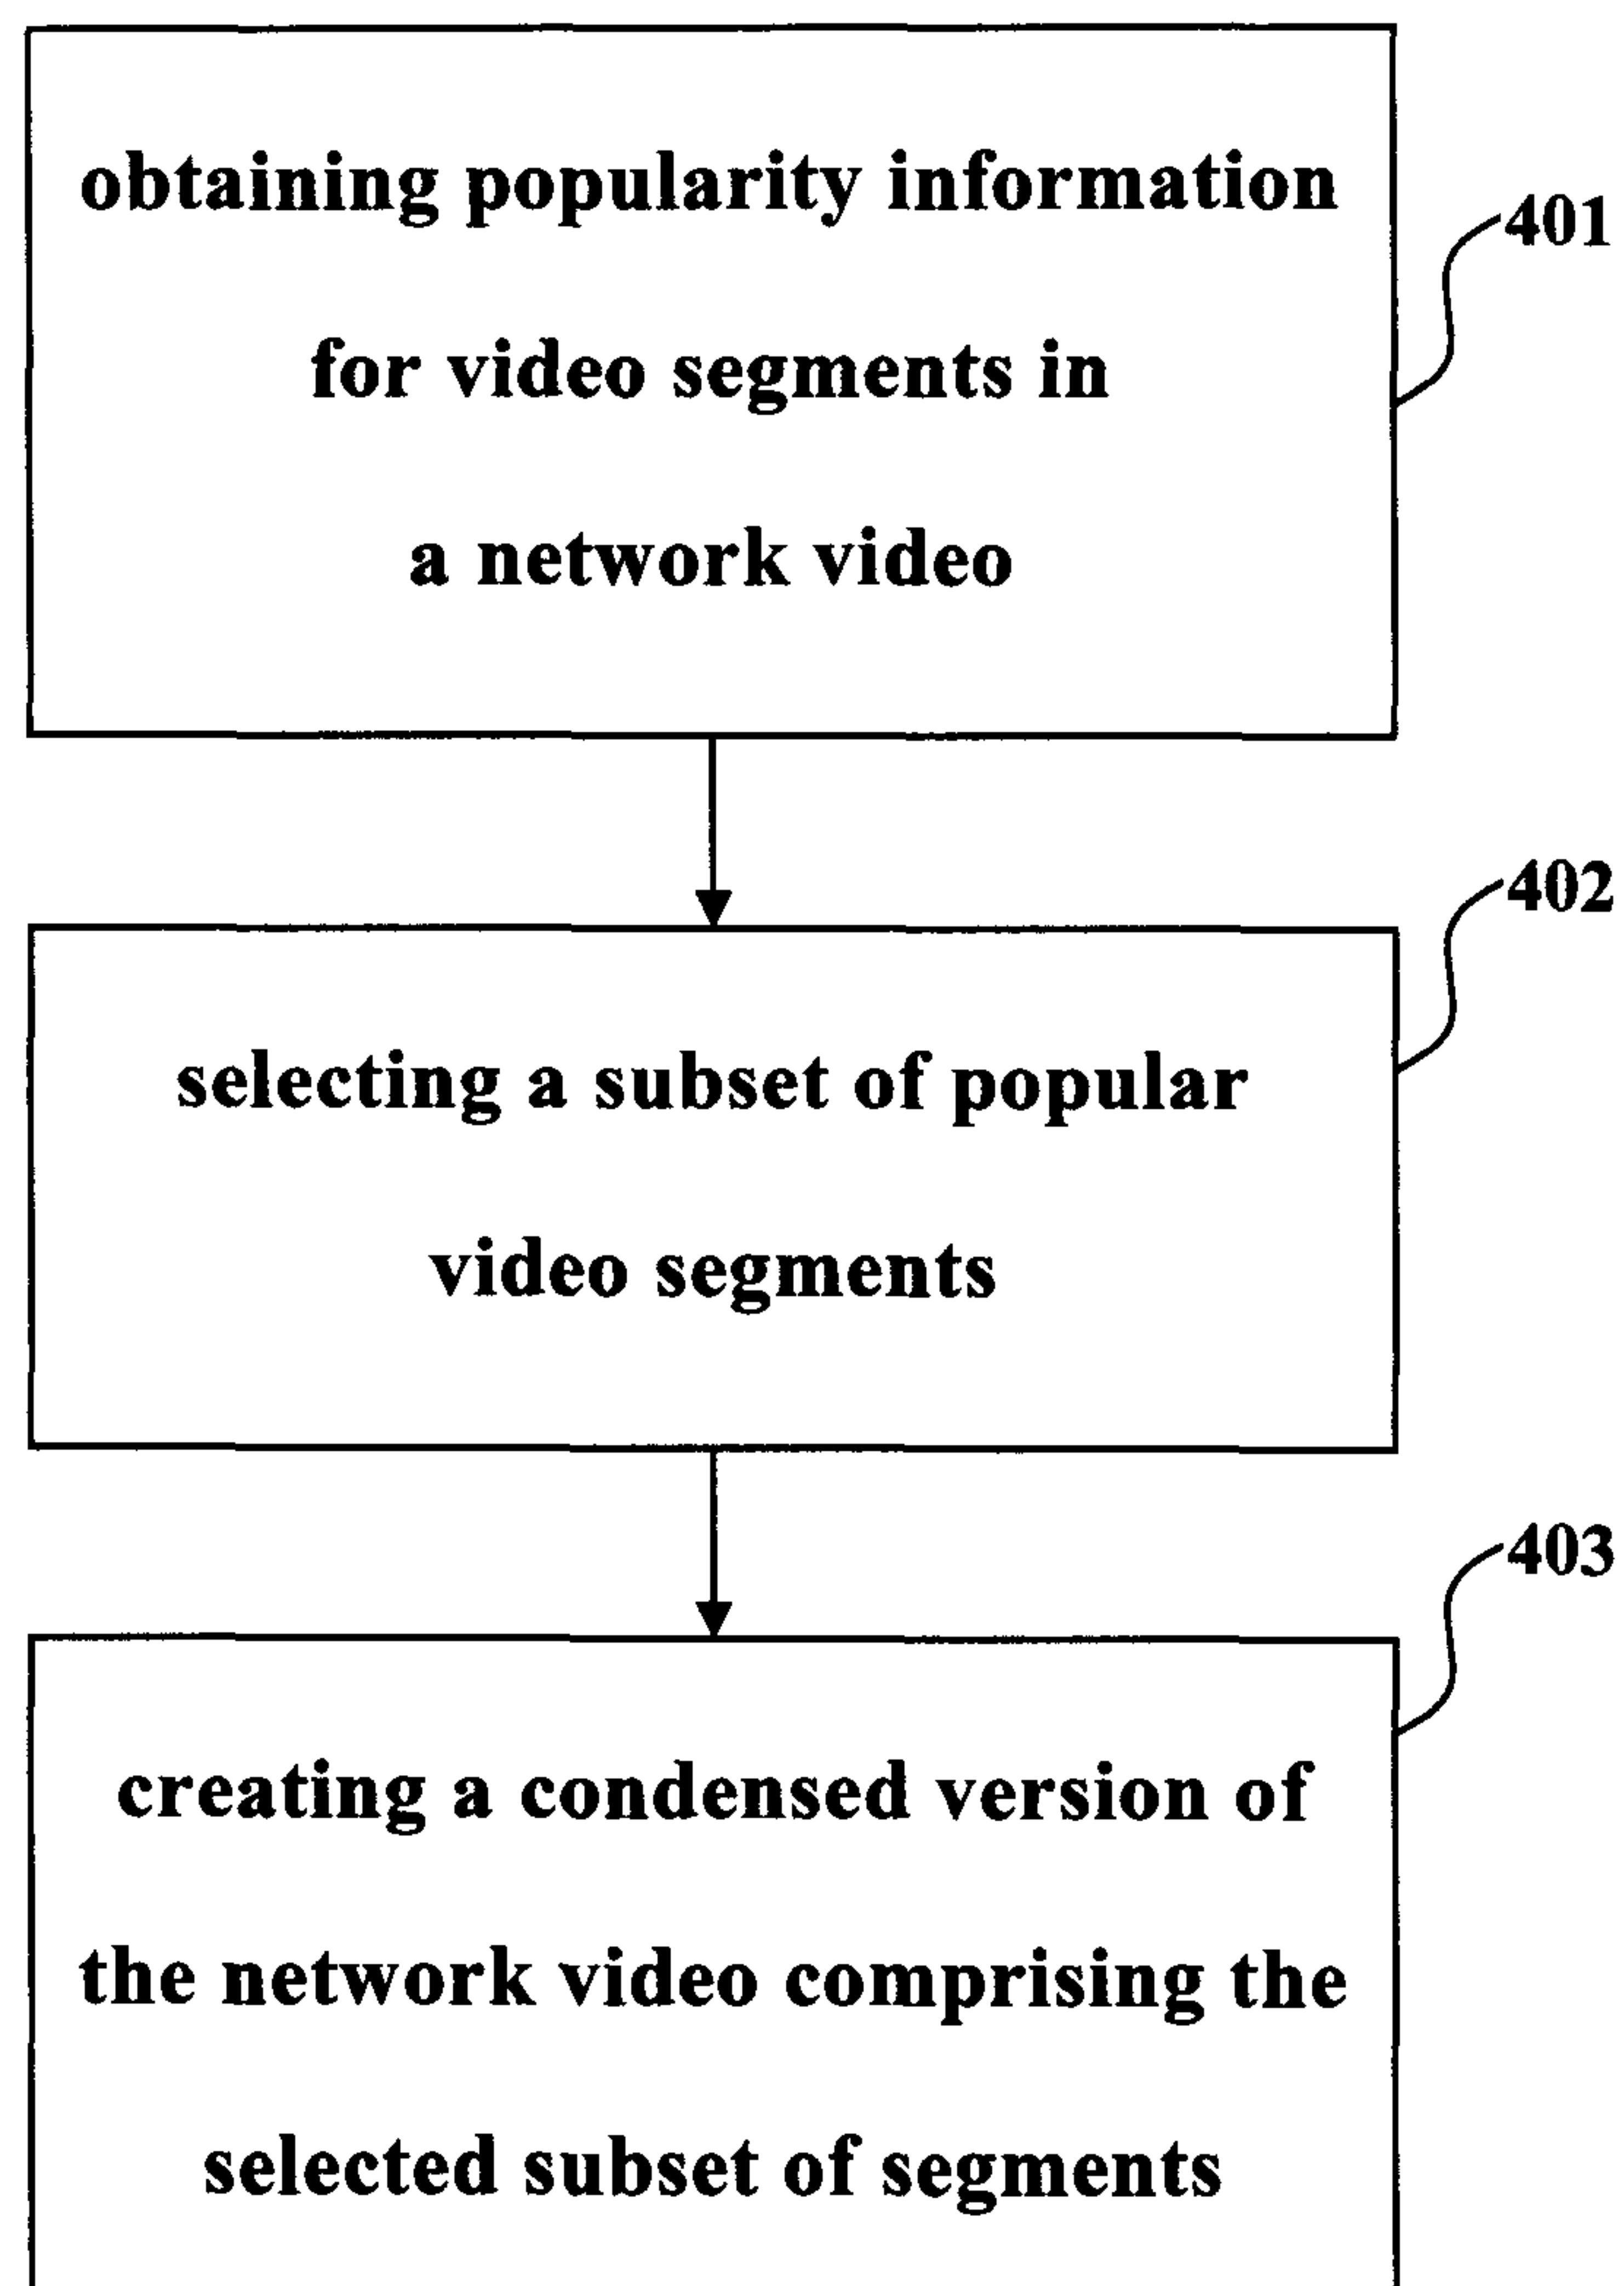 obtaining popularity information
for video segments in
a network video
401
selecting a subset of popular
video segments
402
creating a condensed version of
the network video comprising the
selected subset of segments
403